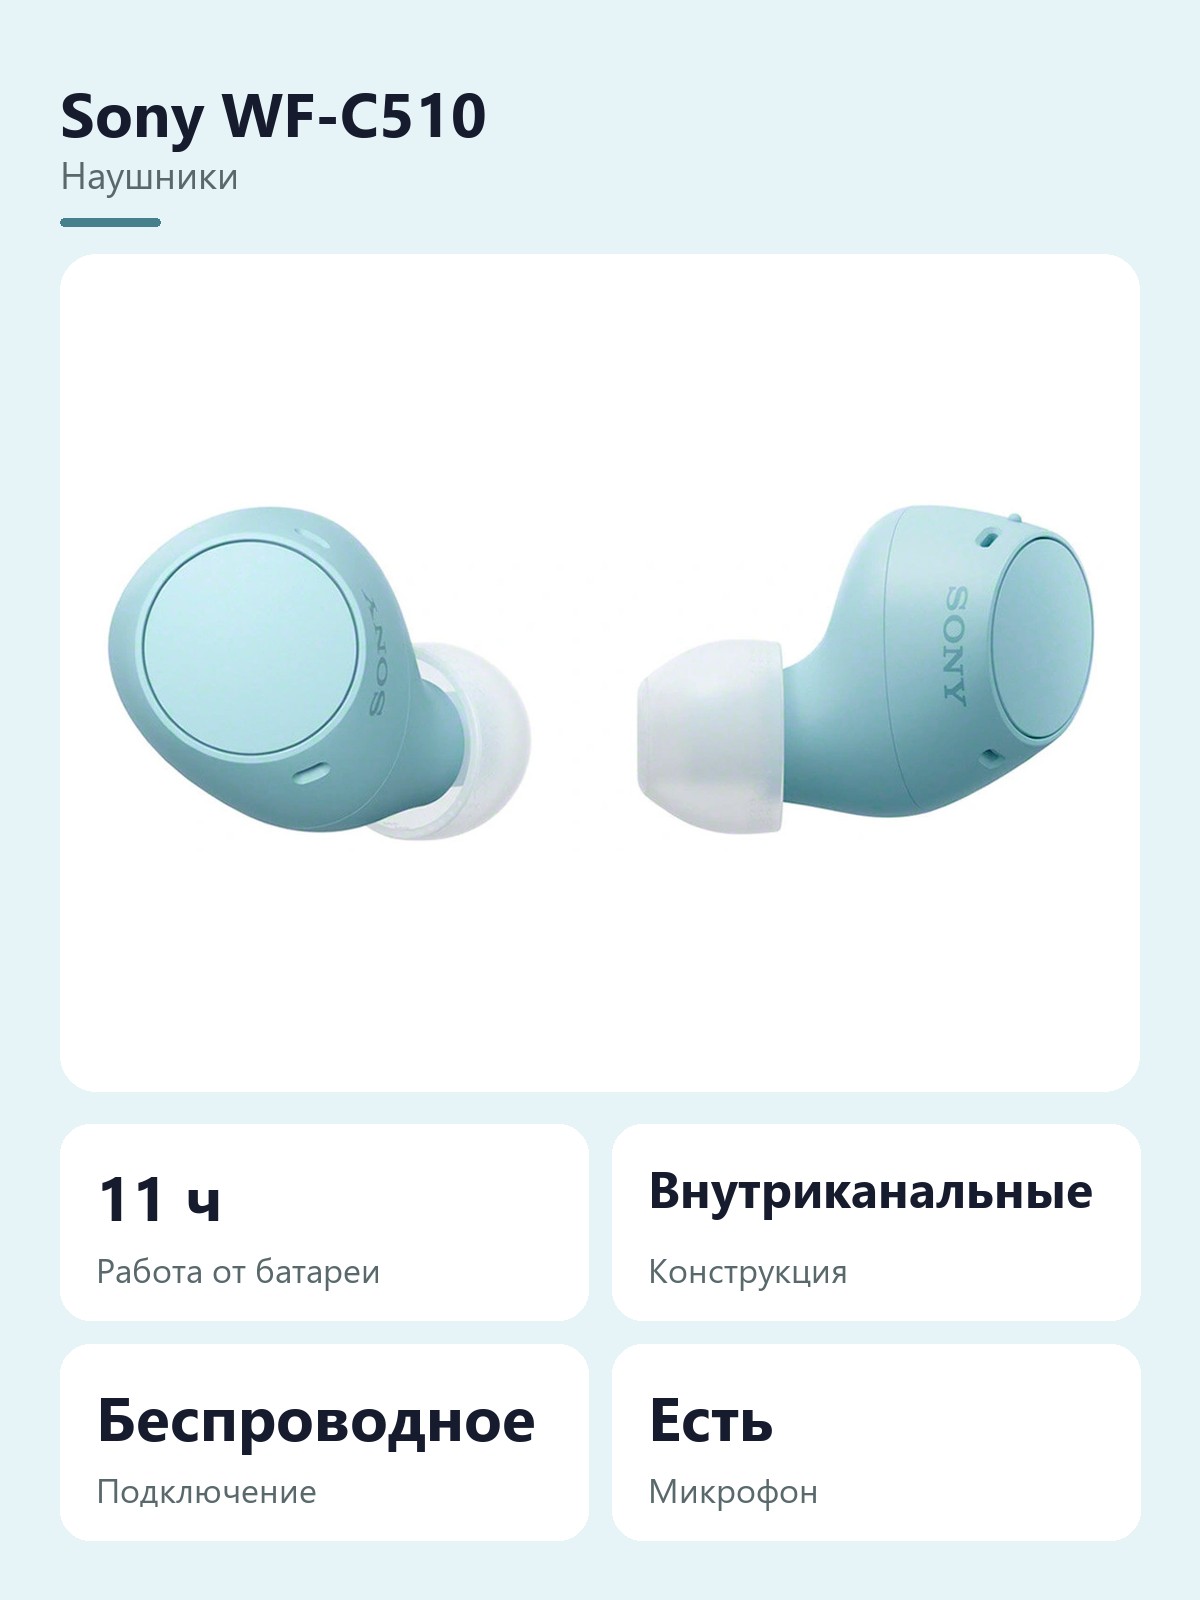 Sony WF-C510
Наушники
SONY
SONY
11 ч
Работа от батареи
Внутриканальные
Конструкция
Беспроводное
Подключение
Есть
Микрофон